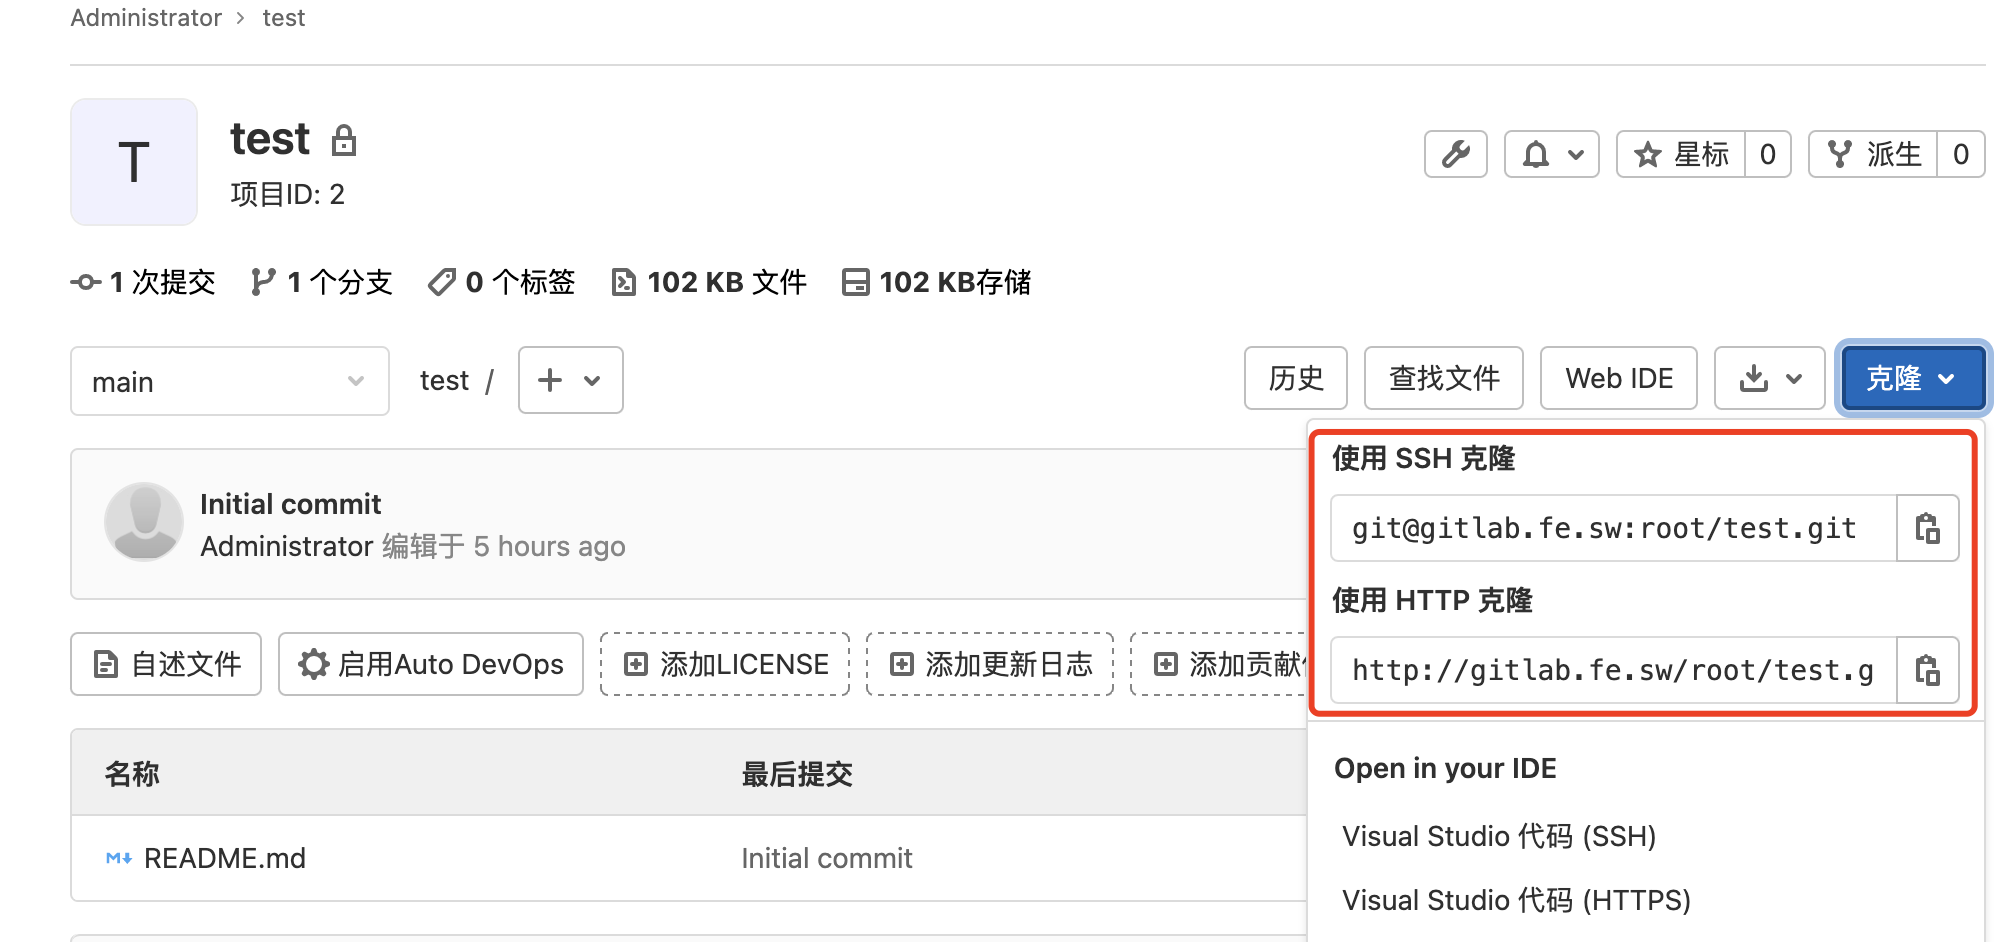 Administrator > test
T
test
项目ID: 2
星标 0
派生 0
1 次提交 1 个分支 0 个标签 102 KB 文件 102 KB存储
main
test /
历史 查找文件 Web IDE 克隆
使用 SSH 克隆
git@gitlab.fe.sw:root/test.git
使用 HTTP 克隆
http://gitlab.fe.sw/root/test.g
Open in your IDE
Visual Studio 代码 (SSH)
Visual Studio 代码 (HTTPS)
Initial commit
Administrator 编辑于 5 hours ago
自述文件 启用Auto DevOps 添加LICENSE 添加更新日志 添加贡献
名称 最后提交
README.md Initial commit